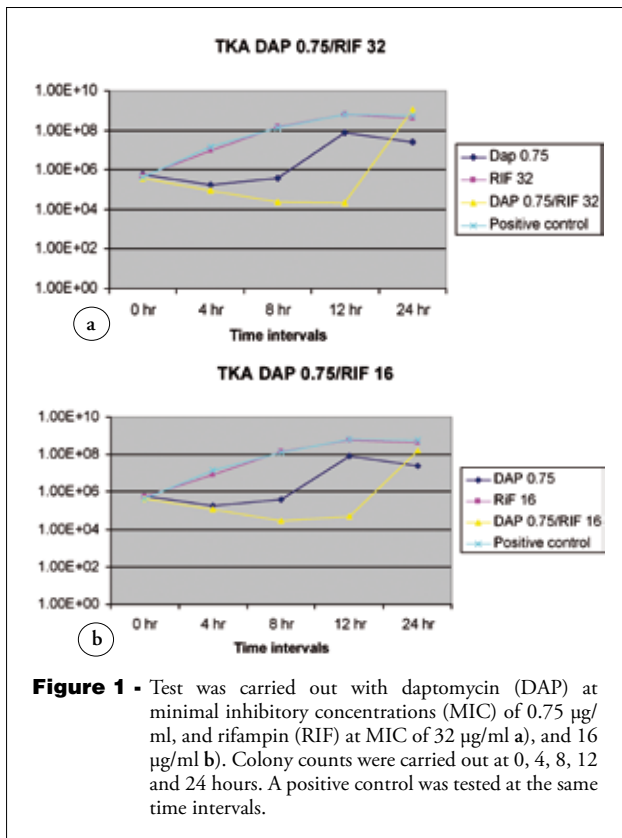 TKA DAP 0.75/RIF 32
1.00E+10
1.00E+08
1.00E+06
1.00E+04
1.00E+02
1.00E+00
0 hr 4 hr 8 hr 12 hr 24 hr
Time intervals
Dap 0.75
RIF 32
DAP 0.75/RIF 32
Positive control
a
TKA DAP 0.75/RIF 16
1.00E+10
1.00E+08
1.00E+06
1.00E+04
1.00E+02
1.00E+00
0 hr 4 hr 8 hr 12 hr 24 hr
Time intervals
DAP 0.75
RiF 16
DAP 0.75/RIF 16
Positive control
b
Figure 1 - Test was carried out with daptomycin (DAP) at
minimal inhibitory concentrations (MIC) of 0.75 µg/
ml, and rifampin (RIF) at MIC of 32 µg/ml a), and 16
µg/ml b). Colony counts were carried out at 0, 4, 8, 12
and 24 hours. A positive control was tested at the same
time intervals.